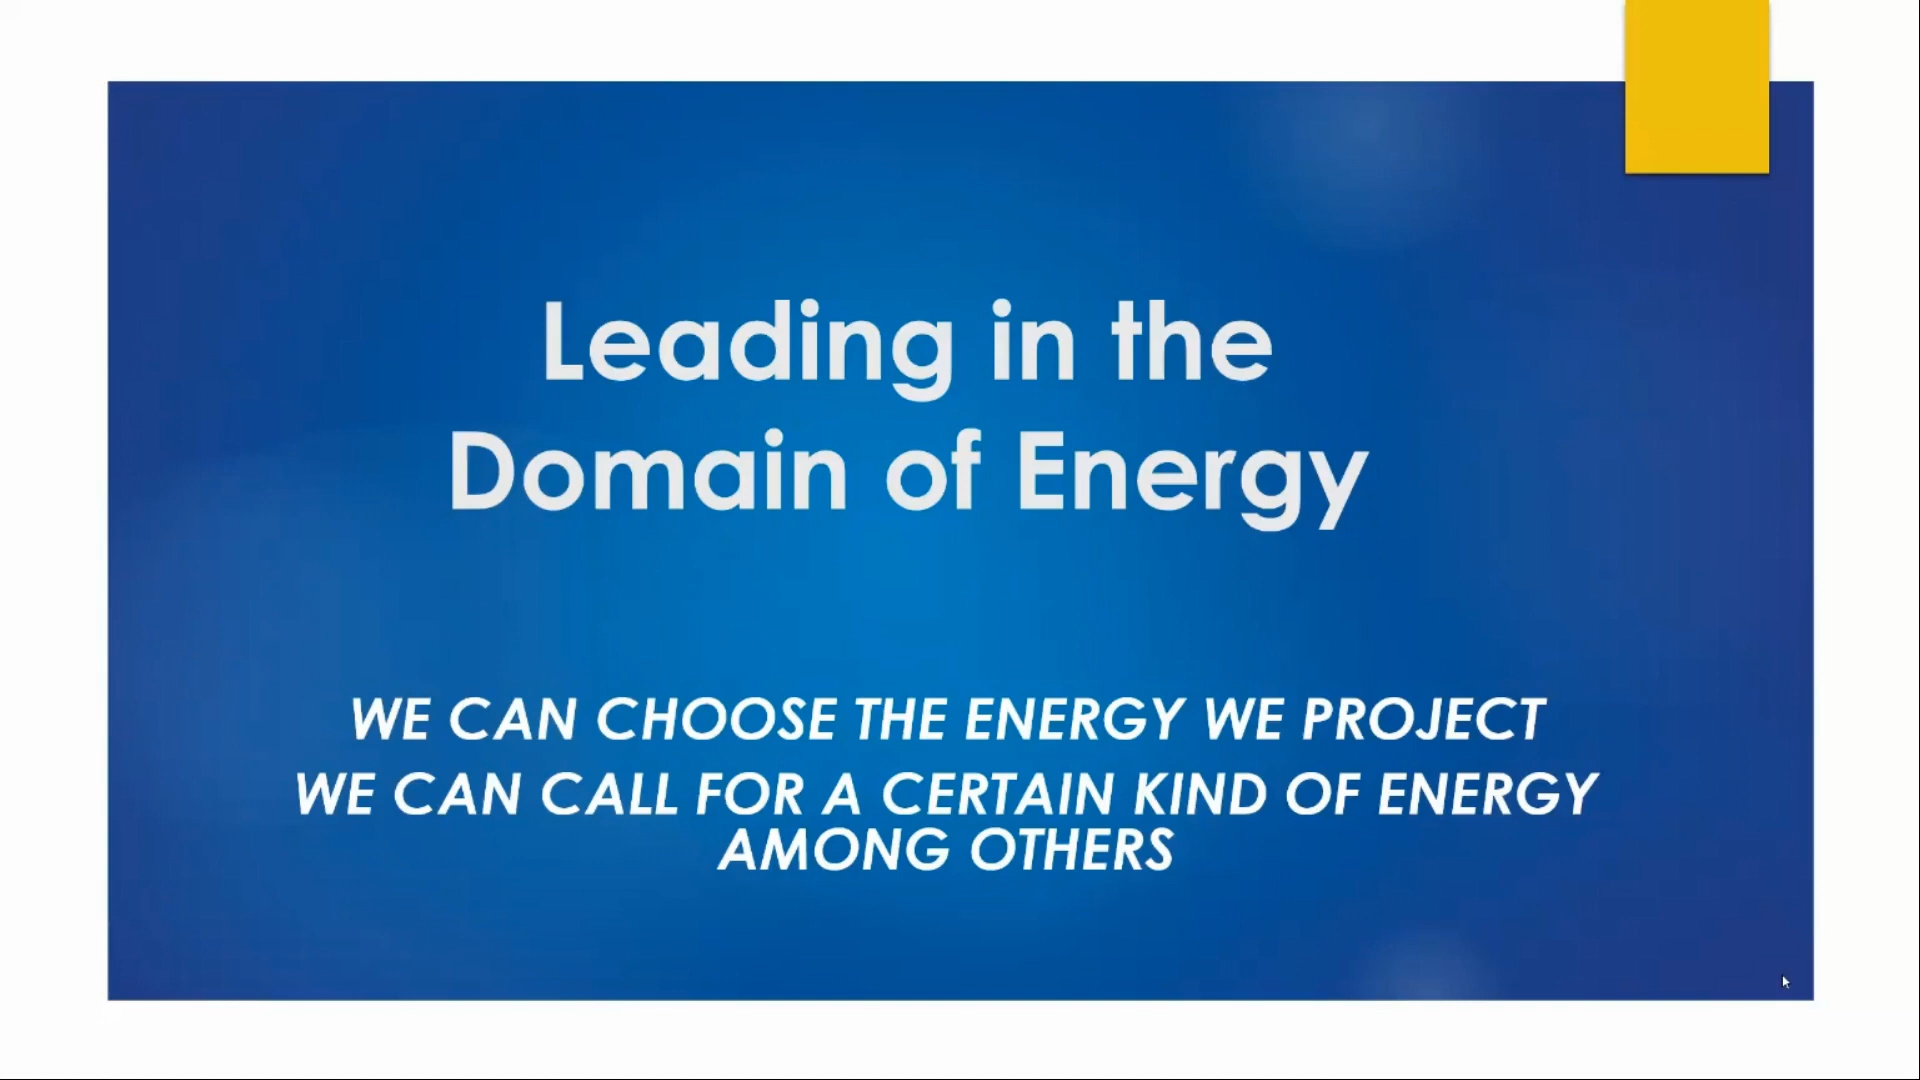 Leading in the
Domain of Energy
WE CAN CHOOSE THE ENERGY WE PROJECT
WE CAN CALL FOR A CERTAIN KIND OF ENERGY
AMONG OTHERS